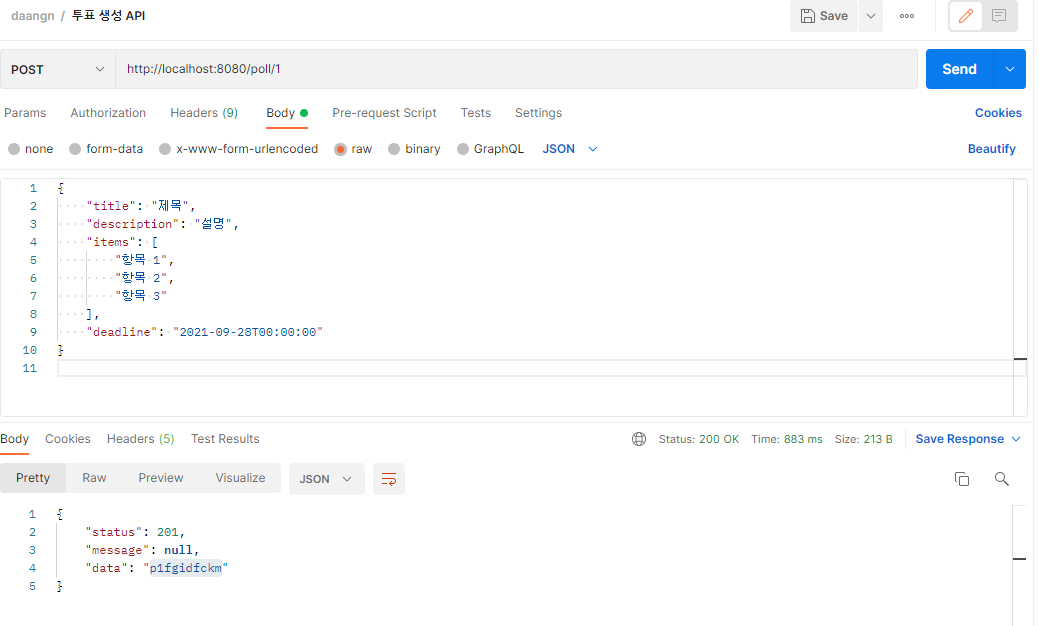 daangn / 투표 생성 API Save ooo
POST http://localhost:8080/poll/1 Send
Params Authorization Headers (9) Body Pre-request Script Tests Settings Cookies
none form-data x-www-form-urlencoded raw binary GraphQL JSON Beautify
1 {
2 "title": "제목",
3 "description": "설명",
4 "items": [
5 "항목 1",
6 "항목 2",
7 "항목 3"
8 ],
9 "deadline": "2021-09-28T00:00:00"
10 }
11
Body Cookies Headers (5) Test Results Status: 200 OK Time: 883 ms Size: 213 B Save Response
Pretty Raw Preview Visualize JSON
1 {
2 "status": 201,
3 "message": null,
4 "data": "p1fgidfckm"
5 }